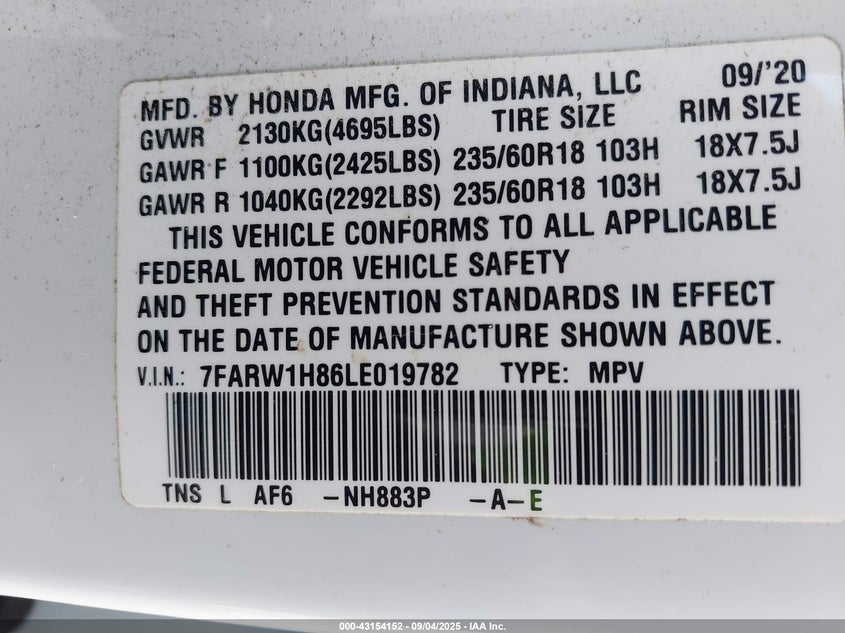 MFD. BY HONDA MFG. OF INDIANA, LLC 09/'20
GVWR 2130KG(4695LBS) TIRE SIZE RIM SIZE
GAWR F 1100KG(2425LBS) 235/60R18 103H 18X7.5J
GAWR R 1040KG(2292LBS) 235/60R18 103H 18X7.5J
THIS VEHICLE CONFORMS TO ALL APPLICABLE
FEDERAL MOTOR VEHICLE SAFETY
AND THEFT PREVENTION STANDARDS IN EFFECT
ON THE DATE OF MANUFACTURE SHOWN ABOVE.
V.I.N.: 7FARW1H86LE019782 TYPE: MPV
TNS L AF6 -NH883P -A-E
000-43154152 - 09/04/2025 - IAA Inc.